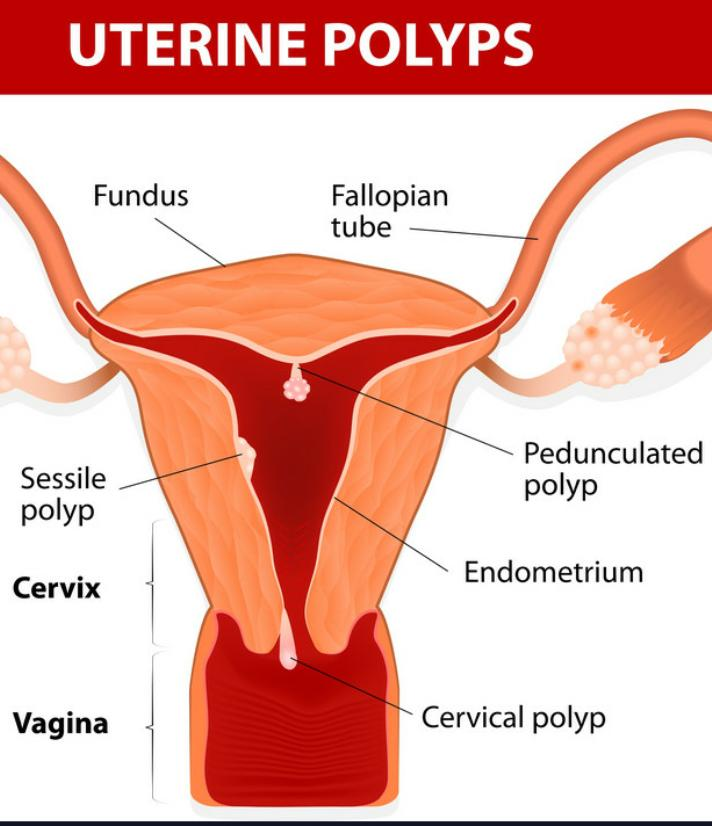 UTERINE POLYPS
Fundus
Fallopian
tube
Pedunculated
polyp
Sessile
polyp
Endometrium
Cervix
Cervical polyp
Vagina